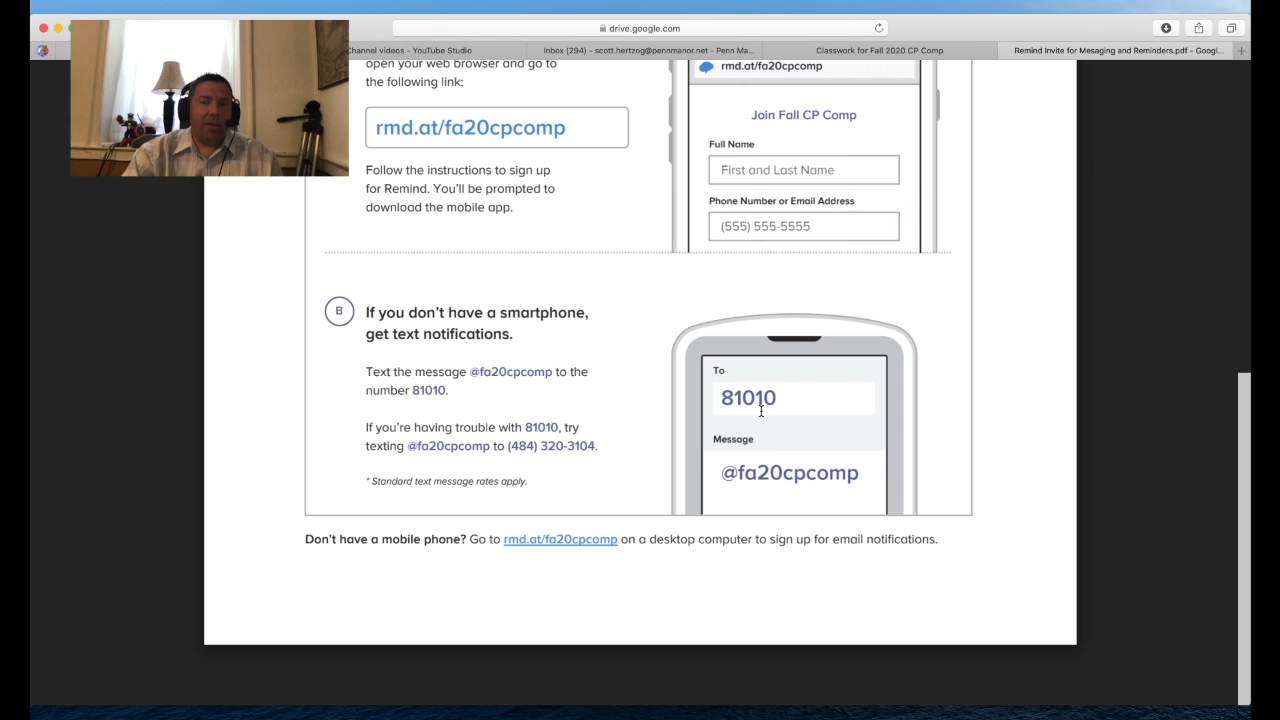 drive.google.com
hannel videos - YouTube Studio
Inbox (294) - scott.hertzog@pennmanor.net - Penn Ma...
Classwork for Fall 2020 CP Comp
Remind Invite for Mesaging and Reminders.pdf - Googl...
open your web browser and go to
the following link:
rmd.at/fa20cpcomp
Follow the instructions to sign up
for Remind. You'll be prompted to
download the mobile app.
rmd.at/fa20cpcomp
Join Fall CP Comp
Full Name
First and Last Name
Phone Number or Email Address
(555) 555-5555
B
If you don't have a smartphone,
get text notifications.
Text the message @fa20cpcomp to the
number 81010.
If you're having trouble with 81010, try
texting @fa20cpcomp to (484) 320-3104.
* Standard text message rates apply.
To
81010
Message
@fa20cpcomp
Don't have a mobile phone? Go to rmd.at/fa20cpcomp on a desktop computer to sign up for email notifications.